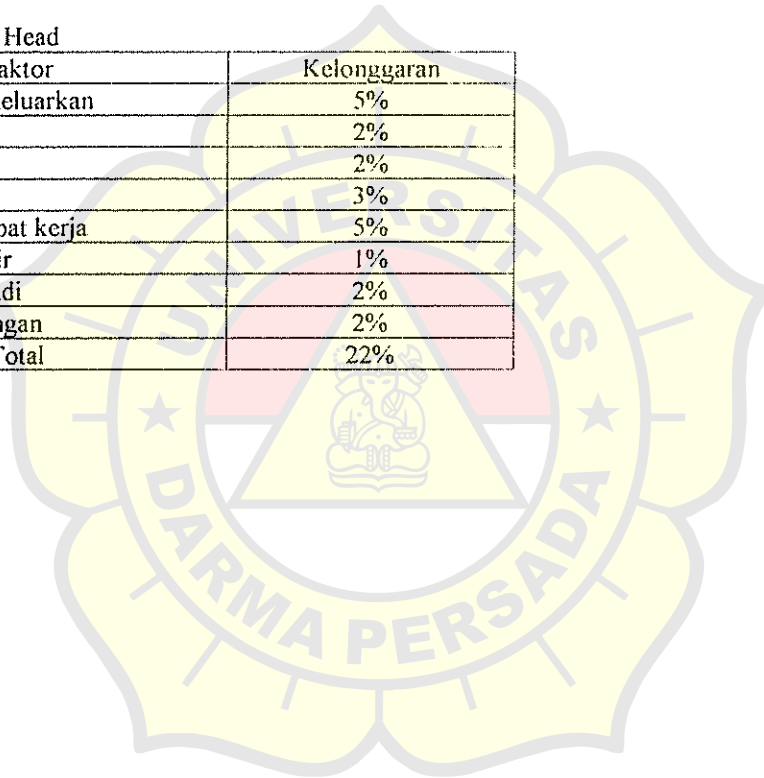 Head
aktor Kelonggaran
eluarkan 5%
2%
2%
3%
pat kerja 5%
ir 1%
di 2%
ngan 2%
Total 22%
UNIVERSITAS
DARMA PERSADA